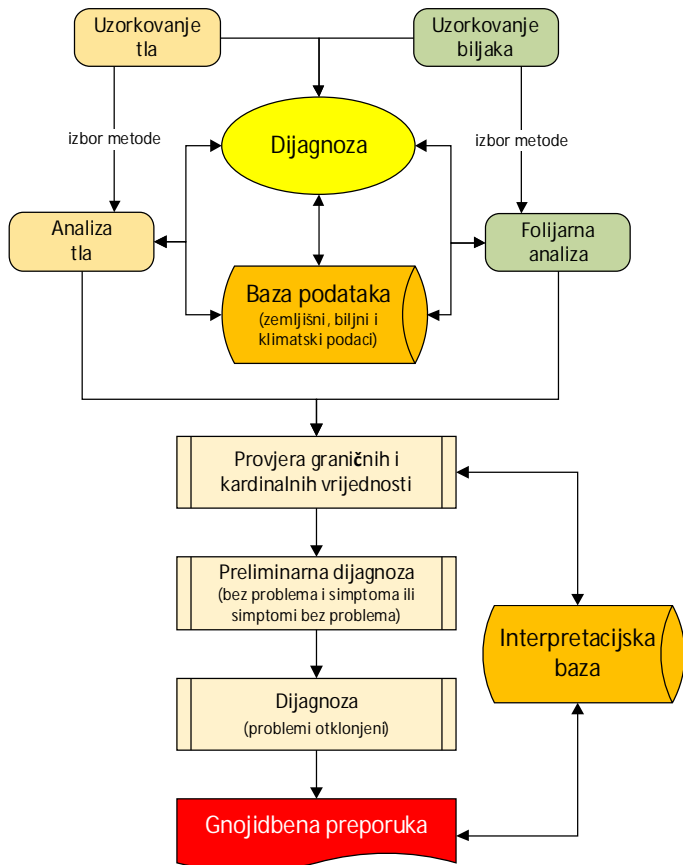 Uzorkovanje
tla
Uzorkovanje
biljaka
izbor metode
Dijagnoza
izbor metode
Analiza
tla
Folijarna
analiza
Baza podataka
(zemljišni, biljni i
klimatski podaci)
Provjera graničnih i
kardinalnih vrijednosti
Preliminarna dijagnoza
(bez problema i simptoma ili
simptomi bez problema)
Interpretacijska
baza
Dijagnoza
(problemi otklonjeni)
Gnojidbena preporuka